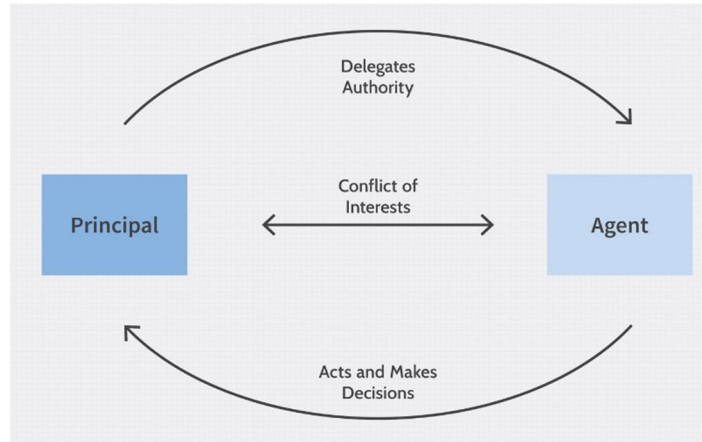 Delegates
Authority
Conflict of
Interests
Principal
Agent
Acts and Makes
Decisions